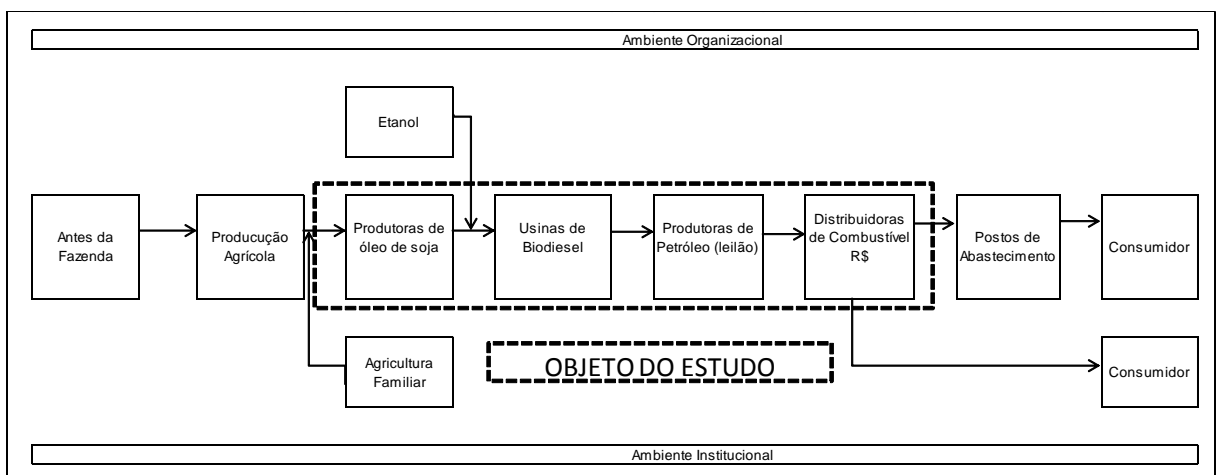 Ambiente Organizacional
Etanol
Antes da
Fazenda
Producução
Agrícola
Produtoras de
óleo de soja
Usinas de
Biodiesel
Produtoras de
Petróleo (leilão)
Distribuidoras
de Combustível
R$
Postos de
Abastecimento
Consumidor
Agricultura
Familiar
OBJETO DO ESTUDO
Consumidor
Ambiente Institucional